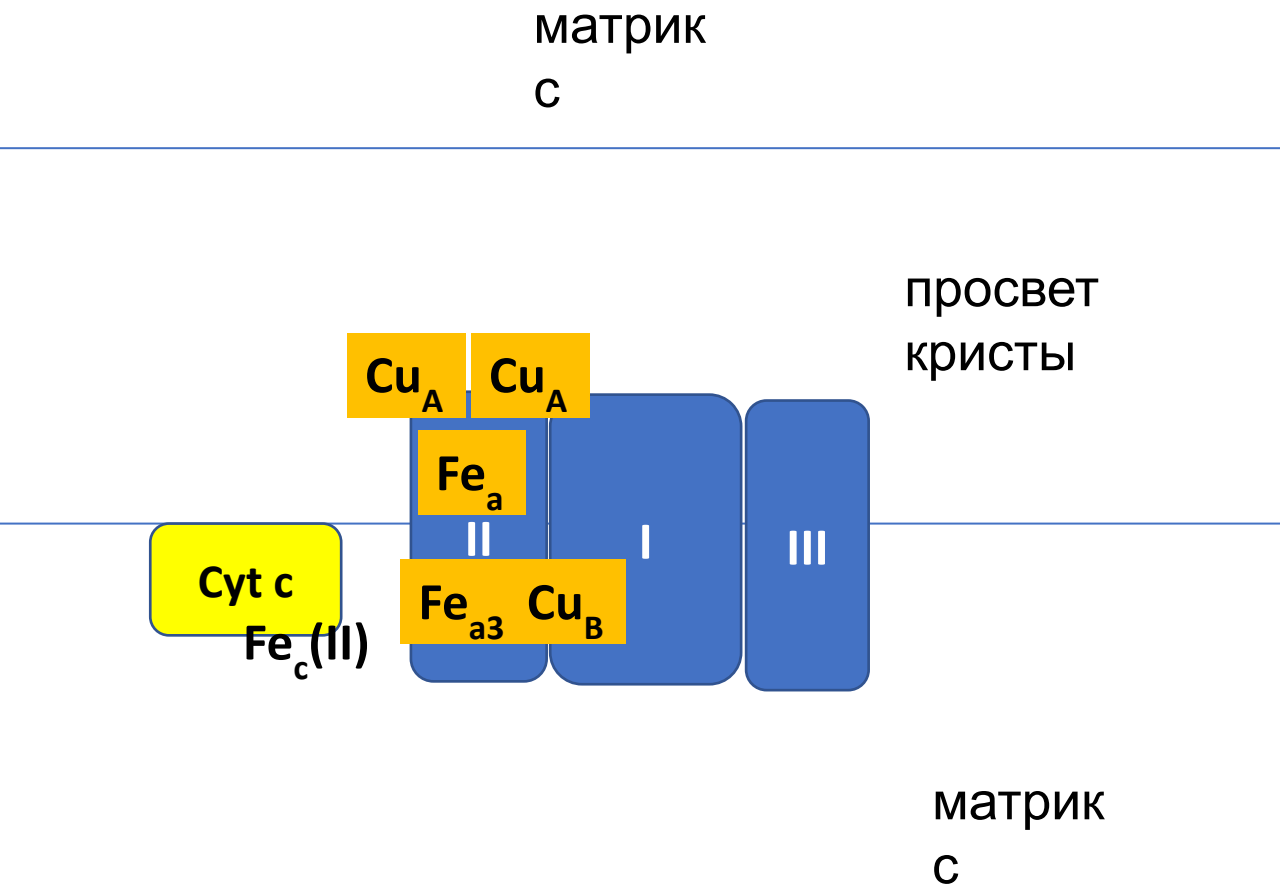 матрик
с
просвет
кристы
CuA CuA
Fea
II I III
Cyt c
Fea3 CuB
Fec(II)
матрик
с